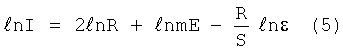 ℓnI = 2ℓnR + ℓnmE − R/S ℓnε (5)